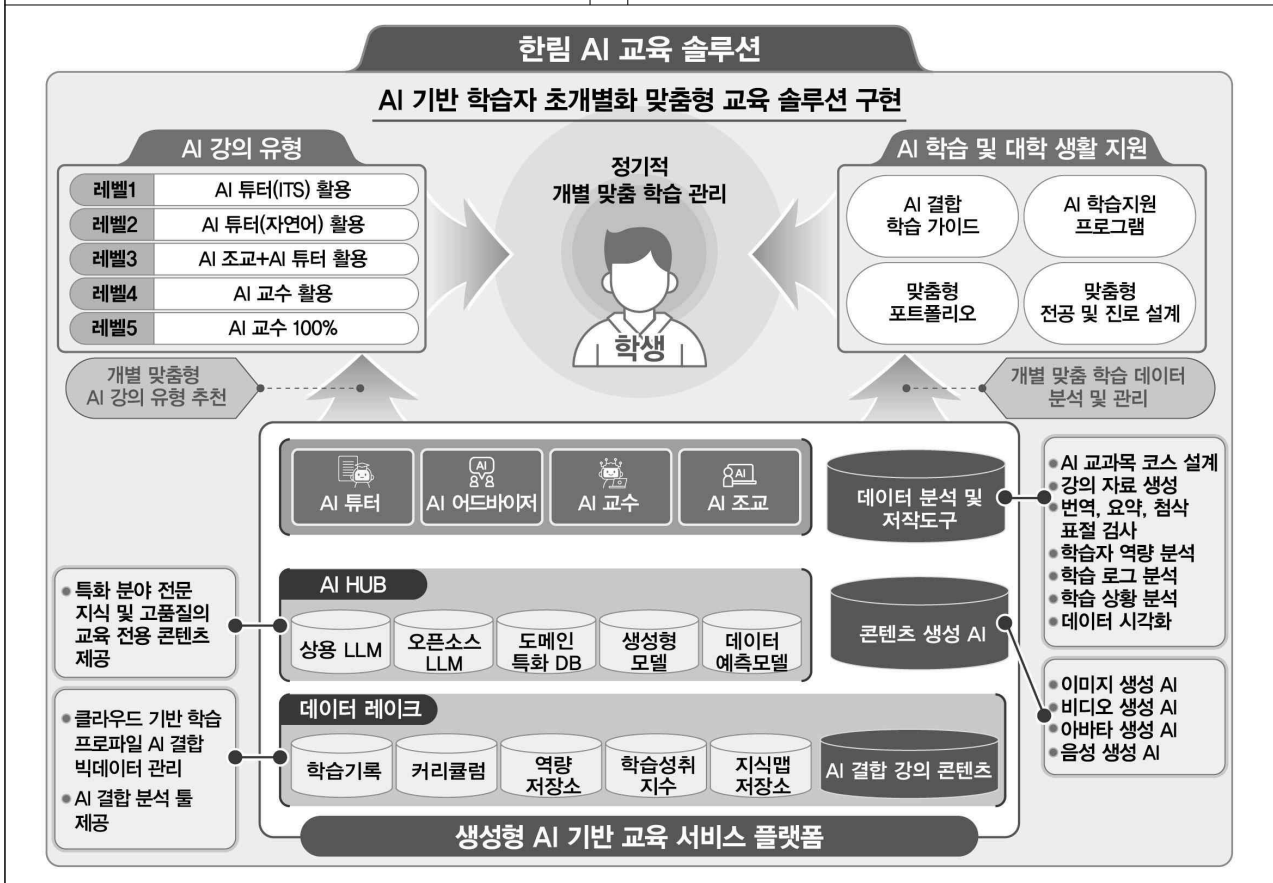 한림 AI 교육 솔루션
AI 기반 학습자 초개별화 맞춤형 교육 솔루션 구현
AI 강의 유형
레벨1 AI 튜터(ITS) 활용
레벨2 AI 튜터(자연어) 활용
레벨3 AI 조교+AI 튜터 활용
레벨4 AI 교수 활용
레벨5 AI 교수 100%
개별 맞춤형
AI 강의 유형 추천
정기적
개별 맞춤 학습 관리
학생
AI 학습 및 대학 생활 지원
AI 결합
학습 가이드
AI 학습지원
프로그램
맞춤형
포트폴리오
맞춤형
전공 및 진로 설계
개별 맞춤 학습 데이터
분석 및 관리
AI 튜터
AI
AI 어드바이저
AI 교수
AI
AI 조교
데이터 분석 및
저작도구
• AI 교과목 코스 설계
• 강의 자료 생성
• 번역, 요약, 첨삭
표절 검사
• 학습자 역량 분석
• 학습 로그 분석
• 학습 상황 분석
• 데이터 시각화
• 특화 분야 전문
지식 및 고품질의
교육 전용 콘텐츠
제공
AI HUB
상용 LLM
오픈소스
LLM
도메인
특화 DB
생성형
모델
데이터
예측모델
콘텐츠 생성 AI
• 이미지 생성 AI
• 비디오 생성 AI
• 아바타 생성 AI
• 음성 생성 AI
• 클라우드 기반 학습
프로파일 AI 결합
빅데이터 관리
• AI 결합 분석 툴
제공
데이터 레이크
학습기록
커리큘럼
역량
저장소
학습성취
지수
지식맵
저장소
AI 결합 강의 콘텐츠
생성형 AI 기반 교육 서비스 플랫폼